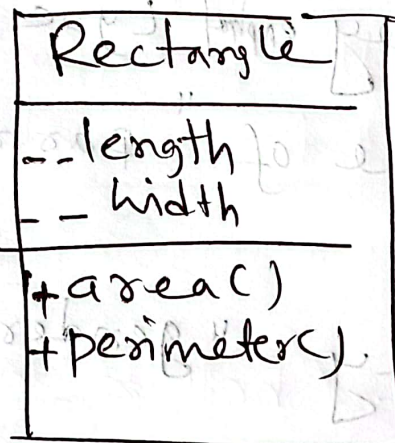 Rectangle
--length
-- width
+area()
+perimeter().